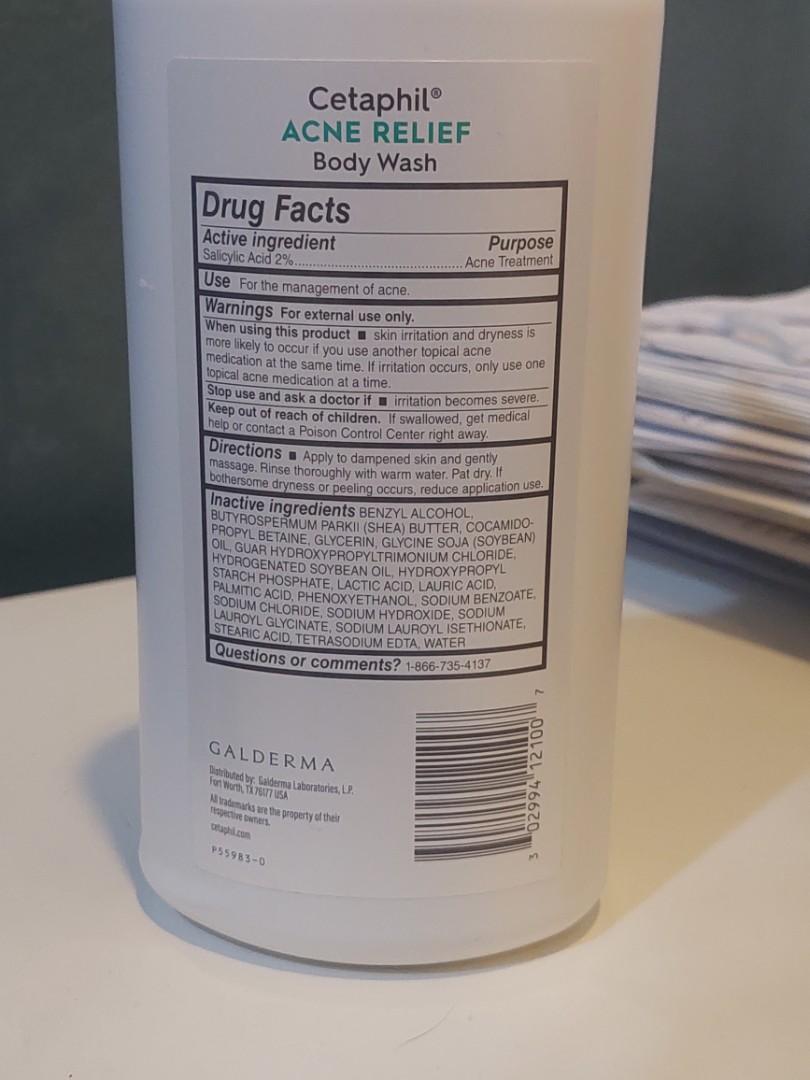 Cetaphil®
ACNE RELIEF
Body Wash
Drug Facts
Active ingredient Purpose
Salicylic Acid 2%............................................. Acne Treatment
Use For the management of acne.
Warnings For external use only.
When using this product ■ skin irritation and dryness is
more likely to occur if you use another topical acne
medication at the same time. If irritation occurs, only use one
topical acne medication at a time.
Stop use and ask a doctor if ■ irritation becomes severe.
Keep out of reach of children. If swallowed, get medical
help or contact a Poison Control Center right away.
Directions ■ Apply to dampened skin and gently
massage. Rinse thoroughly with warm water. Pat dry. If
bothersome dryness or peeling occurs, reduce application use.
Inactive ingredients BENZYL ALCOHOL,
BUTYROSPERMUM PARKII (SHEA) BUTTER, COCAMIDO-
PROPYL BETAINE, GLYCERIN, GLYCINE SOJA (SOYBEAN)
OIL, GUAR HYDROXYPROPYLTRIMONIUM CHLORIDE,
HYDROGENATED SOYBEAN OIL, HYDROXYPROPYL
STARCH PHOSPHATE, LACTIC ACID, LAURIC ACID,
PALMITIC ACID, PHENOXYETHANOL, SODIUM BENZOATE,
SODIUM CHLORIDE, SODIUM HYDROXIDE, SODIUM
LAUROYL GLYCINATE, SODIUM LAUROYL ISETHIONATE,
STEARIC ACID, TETRASODIUM EDTA, WATER
Questions or comments? 1-866-735-4137
GALDERMA
Distributed by: Galderma Laboratories, L.P.
Fort Worth, TX 76177 USA
All trademarks are the property of their
respective owners.
cetaphil.com
P55983-0
3 02994 12100 7